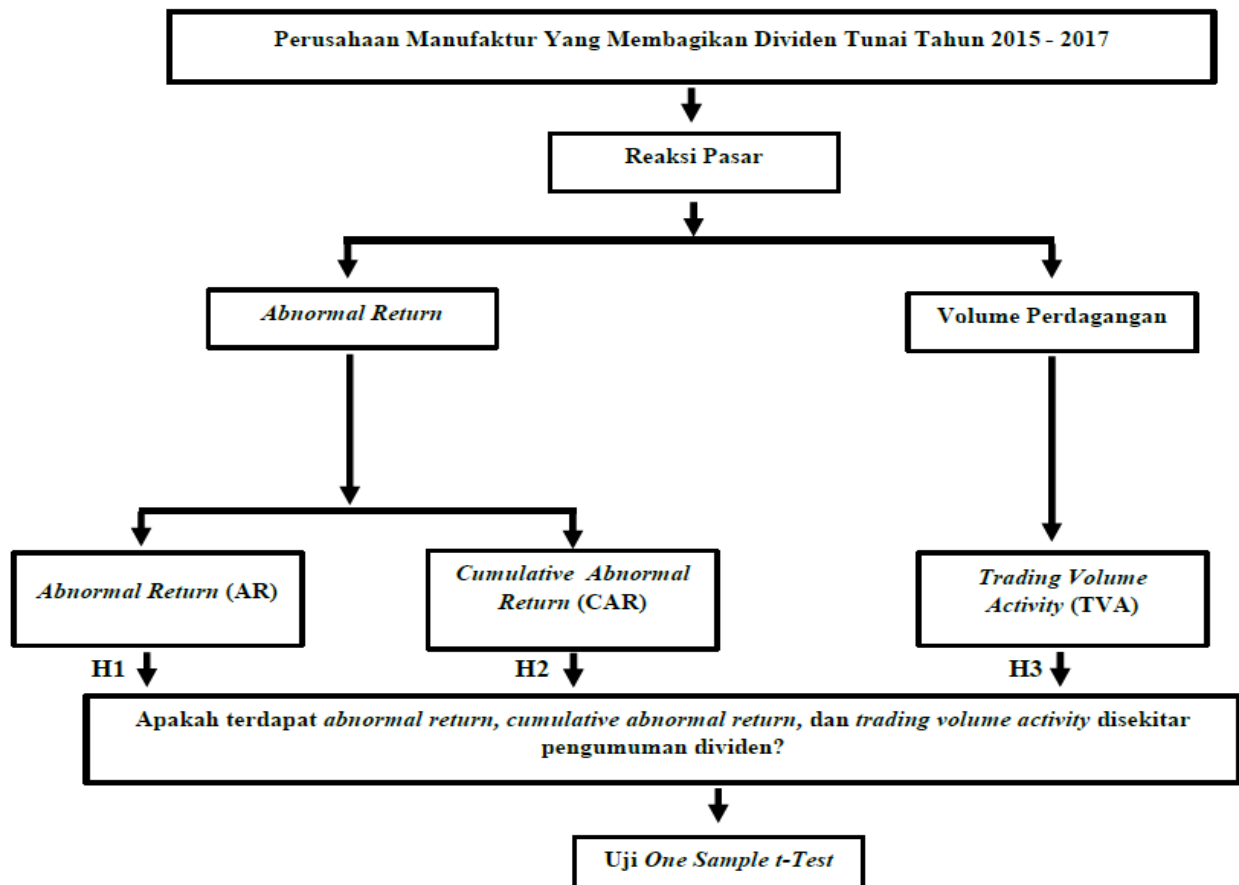 Perusahaan Manufaktur Yang Membagikan Dividen Tunai Tahun 2015 - 2017
Reaksi Pasar
Abnormal Return
Volume Perdagangan
Abnormal Return (AR)
Cumulative Abnormal
Return (CAR)
Trading Volume
Activity (TVA)
H1
H2
H3
Apakah terdapat abnormal return, cumulative abnormal return, dan trading volume activity disekitar
pengumuman dividen?
Uji One Sample t-Test